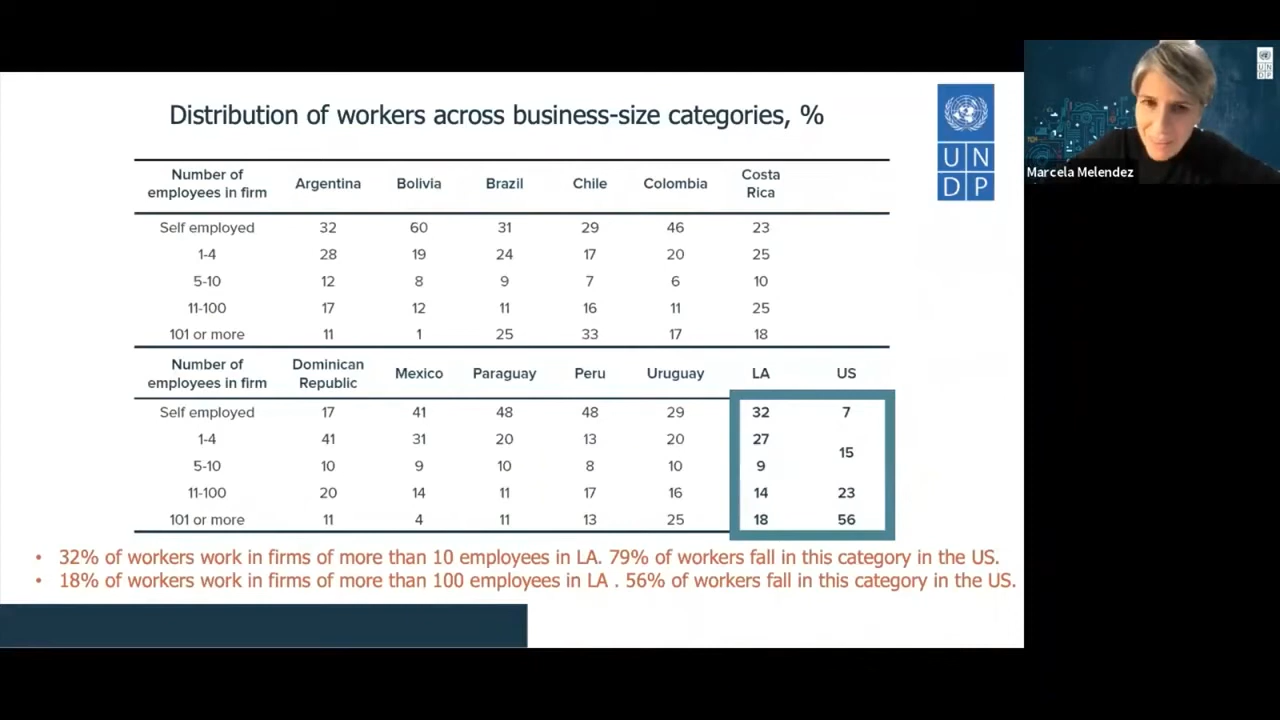 Distribution of workers across business-size categories, %
UN
DP
UN
DP
Marcela Melendez
Number of employees in firm Argentina Bolivia Brazil Chile Colombia Costa Rica
Self employed 32 60 31 29 46 23
1-4 28 19 24 17 20 25
5-10 12 8 9 7 6 10
11-100 17 12 11 16 11 25
101 or more 11 1 25 33 17 18
Number of employees in firm Dominican Republic Mexico Paraguay Peru Uruguay LA US
Self employed 17 41 48 48 29 32 7
1-4 41 31 20 13 20 27
15
5-10 10 9 10 8 10 9
11-100 20 14 11 17 16 14 23
101 or more 11 4 11 13 25 18 56
• 32% of workers work in firms of more than 10 employees in LA. 79% of workers fall in this category in the US.
• 18% of workers work in firms of more than 100 employees in LA . 56% of workers fall in this category in the US.